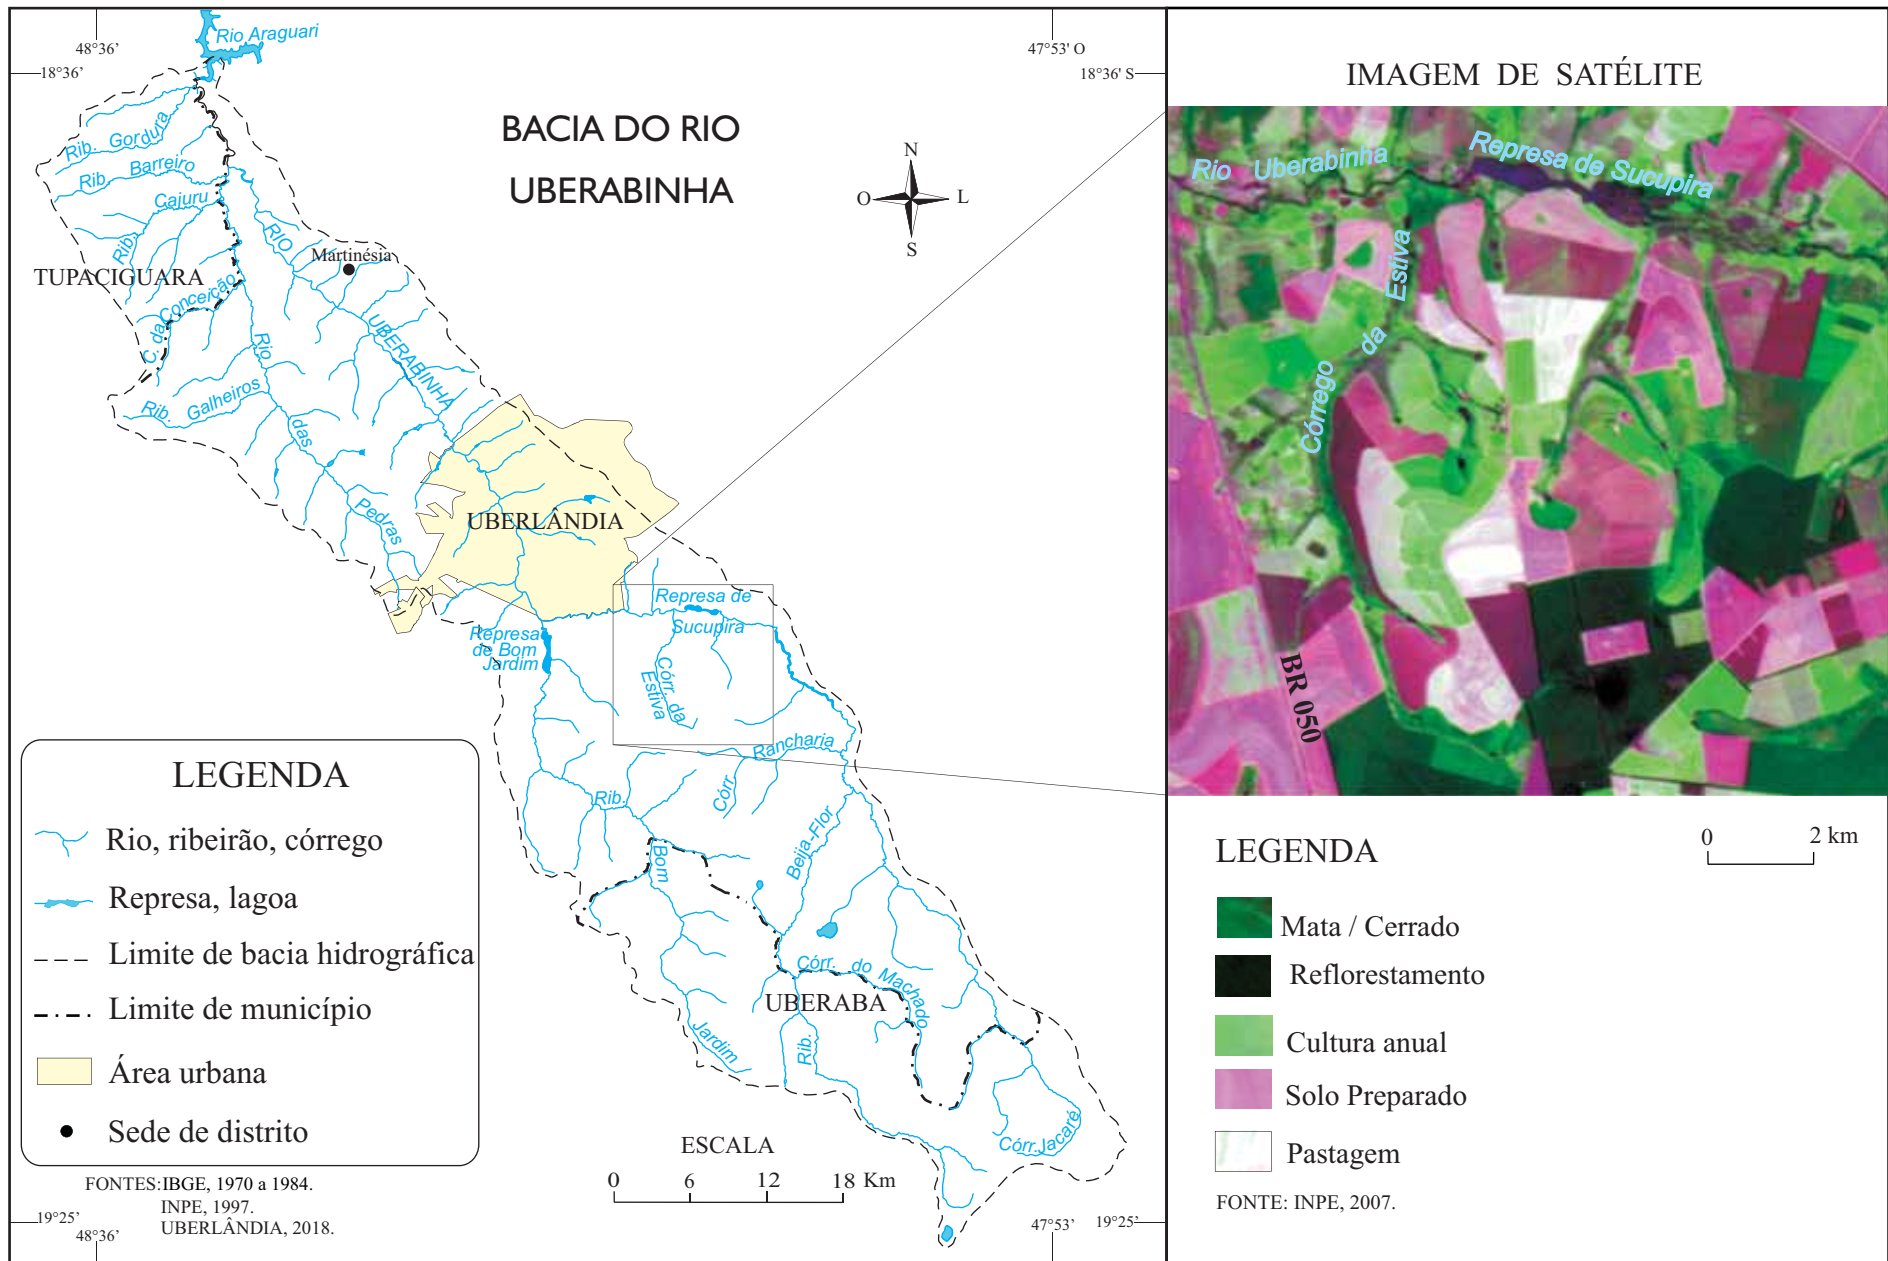 48°36'
18°36'
Rio Araguari
47°53' O
18°36' S
BACIA DO RIO
UBERABINHA
N
O
L
S
Rib. Gordura
Rib. Barreiro
Rib. Cajuru
TUPACIGUARA
C. da Conceição
Martinésia
RIO UBERABINHA
Rib. Galheiros
Rio das Pedras
UBERLÂNDIA
Represa de
Sucupira
Represa
de Bom
Jardim
Córr. da
Estiva
Rancharia
Córr.
Rib. Bom Jardim
Beija-Flor
Rib.
Córr. do Machado
UBERABA
Córr.Jacaré
LEGENDA
Rio, ribeirão, córrego
Represa, lagoa
Limite de bacia hidrográfica
Limite de município
Área urbana
Sede de distrito
FONTES:IBGE, 1970 a 1984.
INPE, 1997.
UBERLÂNDIA, 2018.
19°25'
48°36'
ESCALA
0 6 12 18 Km
47°53'
19°25'
IMAGEM DE SATÉLITE
Rio Uberabinha
Represa de Sucupira
Córrego da Estiva
BR 050
LEGENDA
0 2 km
Mata / Cerrado
Reflorestamento
Cultura anual
Solo Preparado
Pastagem
FONTE: INPE, 2007.